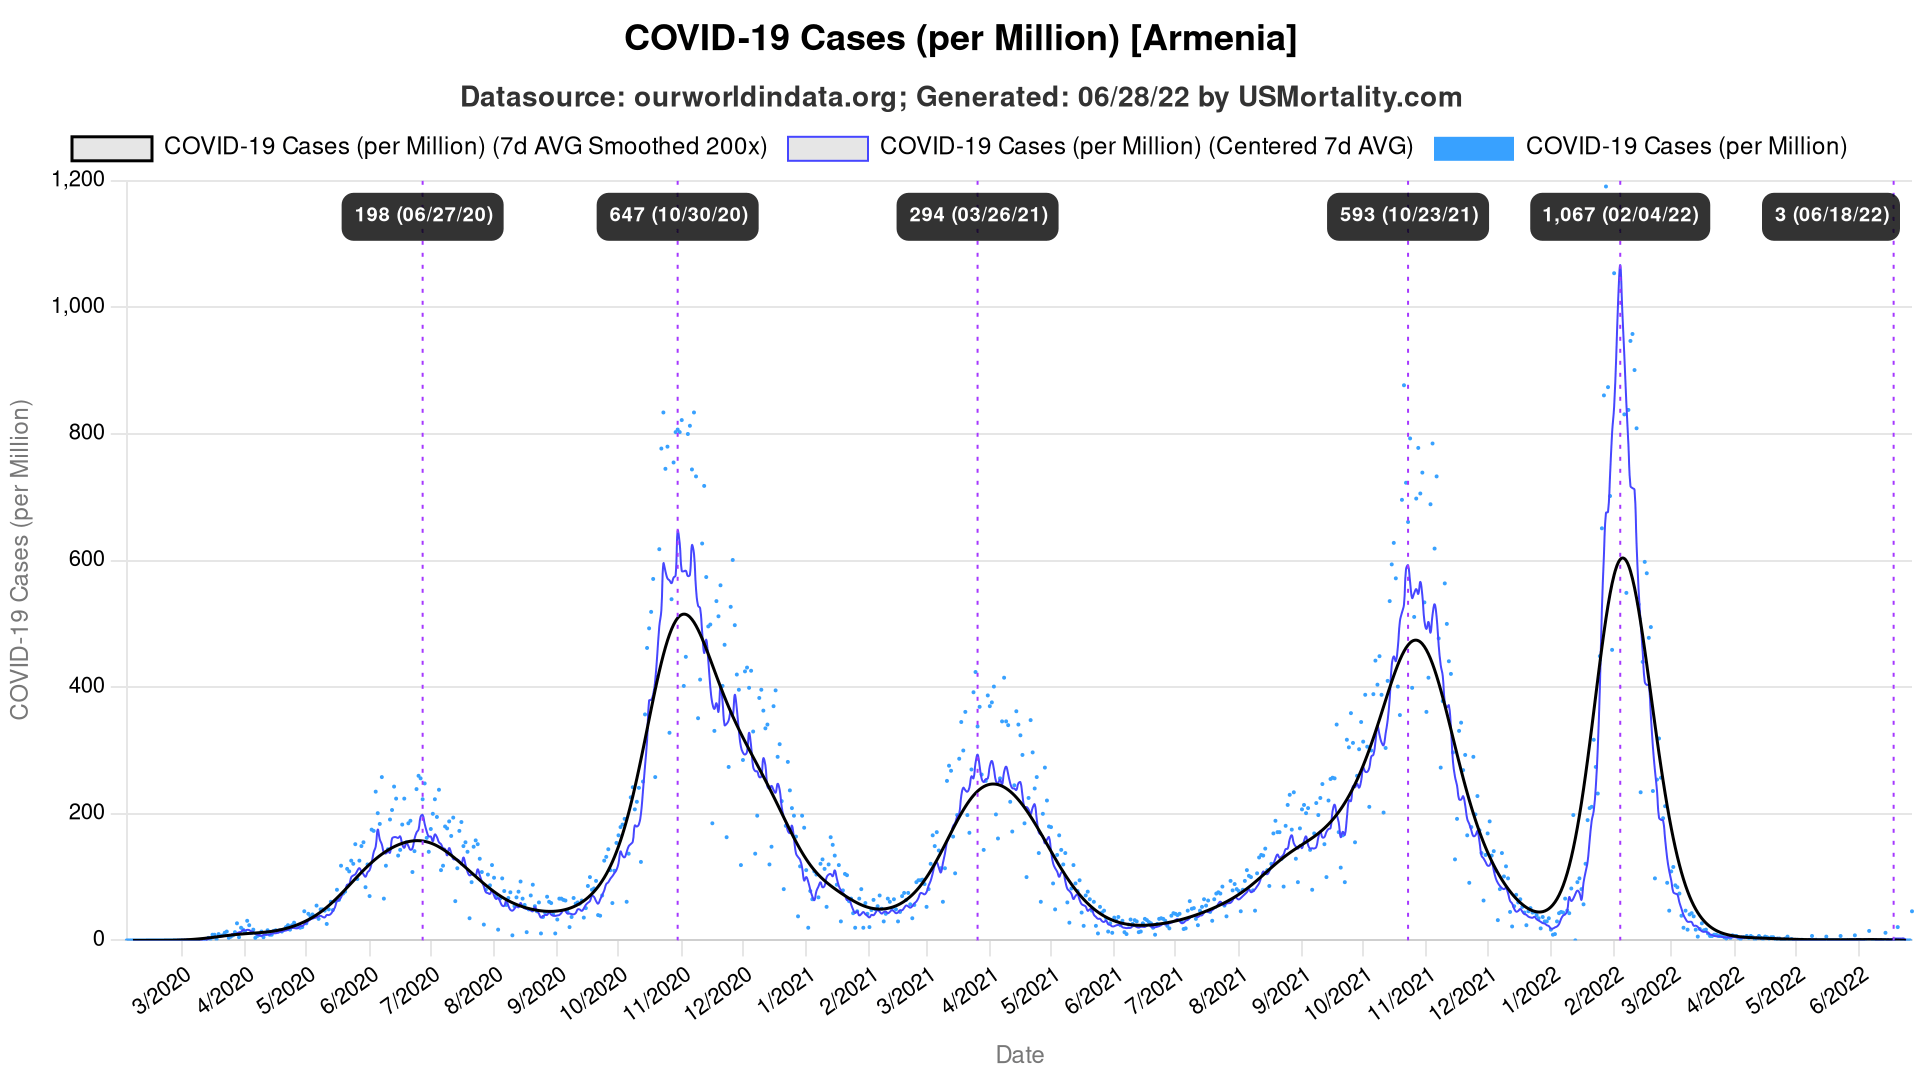 COVID-19 Cases (per Million) [Armenia]
Datasource: ourworldindata.org; Generated: 06/28/22 by USMortality.com
COVID-19 Cases (per Million) (7d AVG Smoothed 200x) COVID-19 Cases (per Million) (Centered 7d AVG) COVID-19 Cases (per Million)
198 (06/27/20) 647 (10/30/20) 294 (03/26/21) 593 (10/23/21) 1,067 (02/04/22) 3 (06/18/22)
COVID-19 Cases (per Million)
1,200
1,000
800
600
400
200
0
3/2020 4/2020 5/2020 6/2020 7/2020 8/2020 9/2020 10/2020 11/2020 12/2020 1/2021 2/2021 3/2021 4/2021 5/2021 6/2021 7/2021 8/2021 9/2021 10/2021 11/2021 12/2021 1/2022 2/2022 3/2022 4/2022 5/2022 6/2022
Date